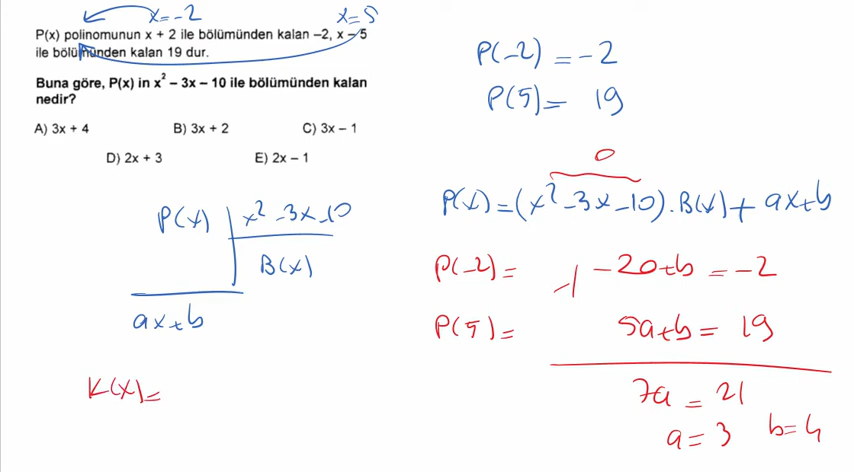 x=-2
x=5
P(x) polinomunun x + 2 ile bölümünden kalan –2, x – 5
ile bölümünden kalan 19 dur.
Buna göre, P(x) in x² – 3x – 10 ile bölümünden kalan
nedir?
A) 3x + 4
B) 3x + 2
C) 3x – 1
D) 2x + 3
E) 2x – 1
P(x) | x² -3x-10
B(x)
ax+b
K(x)=
P(-2) = -2
P(5) = 19
0
P(x)=(x²-3x-10).B(x)+ ax+b
P(-2)= -1/ -2a+b = -2
P(5)= 5a+b = 19
7a = 21
a = 3 b=4